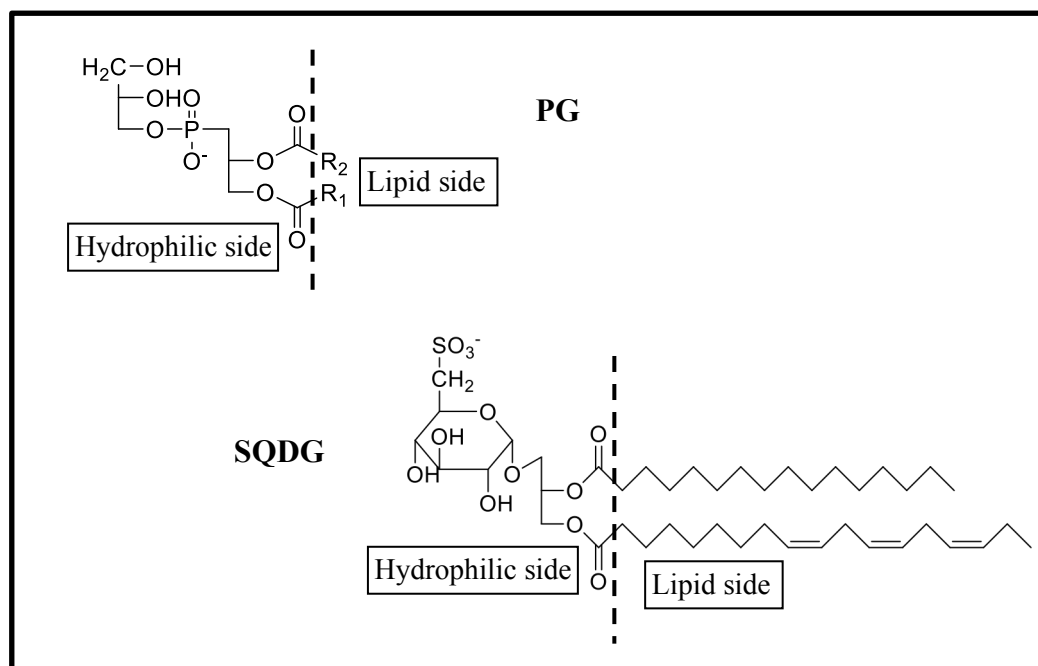 H₂C OH
OH O
PG
O P
O⁻ O O
R₂
Lipid side
O
R₁
O
Hydrophilic side
SO₃⁻
CH₂
O
SQDG
OH
OH OH
O
O
OH
O
O
Hydrophilic side
O
Lipid side